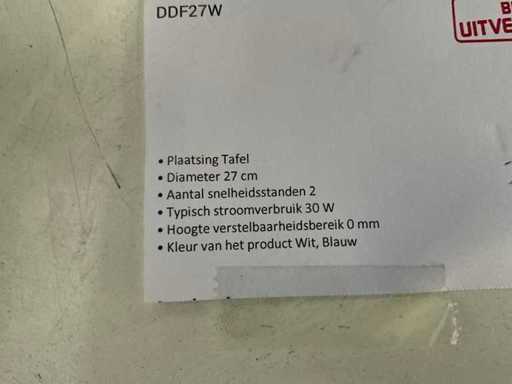 DDF27W
• Plaatsing Tafel
• Diameter 27 cm
• Aantal snelheidsstanden 2
• Typisch stroomverbruik 30 W
• Hoogte verstelbaarheidsbereik 0 mm
• Kleur van het product Wit, Blauw